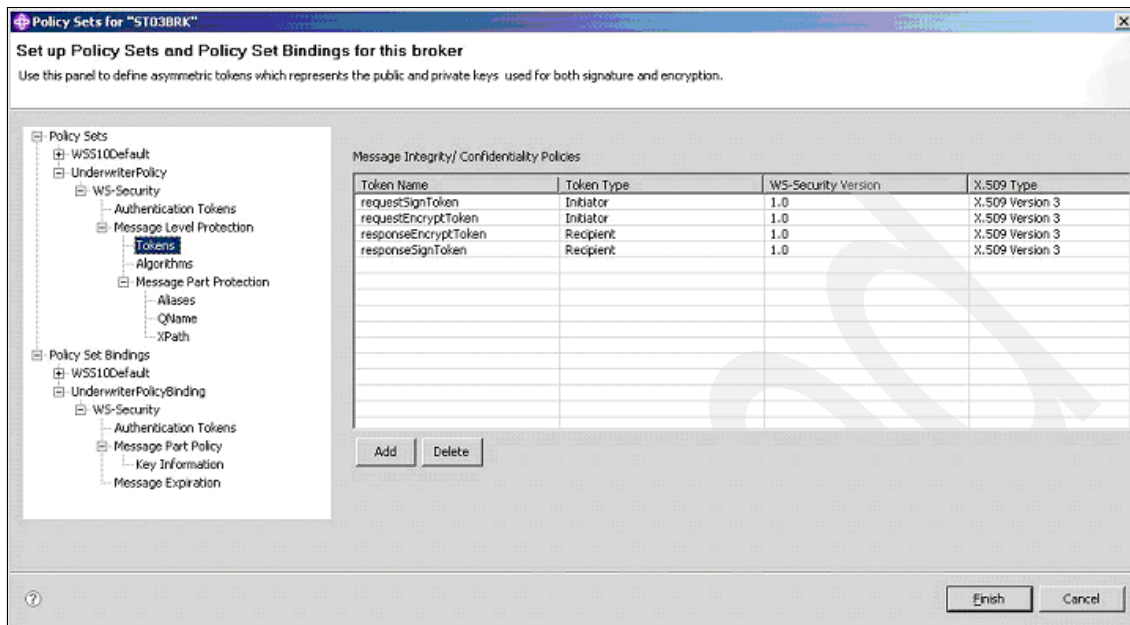 Policy Sets for "ST03BRK"
Set up Policy Sets and Policy Set Bindings for this broker
Use this panel to define asymmetric tokens which represents the public and private keys used for both signature and encryption.
Policy Sets
WSS10Default
UnderwriterPolicy
WS-Security
Authentication Tokens
Message Level Protection
Tokens
Algorithms
Message Part Protection
Aliases
QName
XPath
Policy Set Bindings
WSS10Default
UnderwriterPolicyBinding
WS-Security
Authentication Tokens
Message Part Policy
Key Information
Message Expiration
Message Integrity/ Confidentiality Policies
Token Name Token Type WS-Security Version X.509 Type
requestSignToken Initiator 1.0 X.509 Version 3
requestEncryptToken Initiator 1.0 X.509 Version 3
responseEncryptToken Recipient 1.0 X.509 Version 3
responseSignToken Recipient 1.0 X.509 Version 3
Add Delete
Finish Cancel